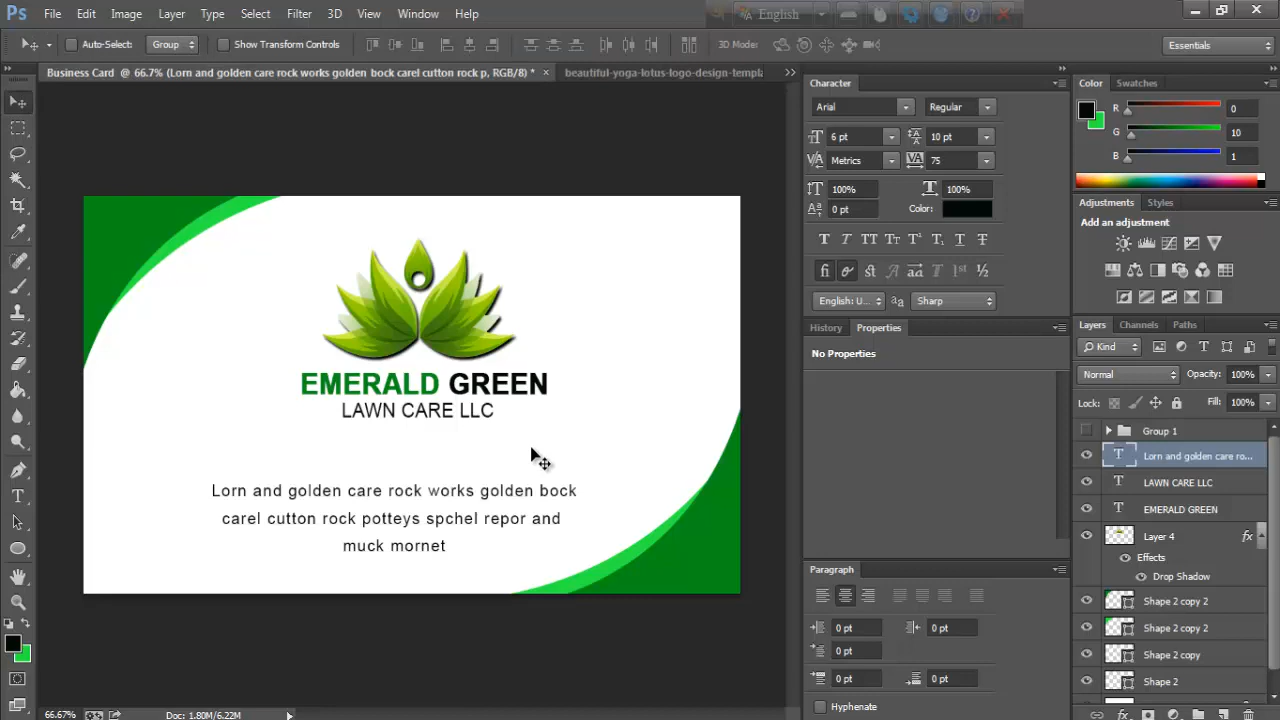 Ps File Edit Image Layer Type Select Filter 3D View Window Help
English
Auto-Select: Group Show Transform Controls 3D Mode: Essentials
Business Card @ 66.7% (Lorn and golden care rock works golden bock carel cutton rock p, RGB/8) * ×
beautiful-yoga-lotus-logo-design-templa
Character
Arial Regular
6 pt 10 pt
Metrics 75
100% 100%
0 pt Color:
English: U... Sharp
History Properties
No Properties
Paragraph
0 pt 0 pt
0 pt
0 pt 0 pt
Hyphenate
Color Swatches
R 0
G 10
B 1
Adjustments Styles
Add an adjustment
Layers Channels Paths
Kind
Normal Opacity: 100%
Lock: Fill: 100%
Group 1
Lorn and golden care ro...
LAWN CARE LLC
EMERALD GREEN
Layer 4 fx
Effects
Drop Shadow
Shape 2 copy 2
Shape 2 copy 2
Shape 2 copy
Shape 2
EMERALD GREEN
LAWN CARE LLC
Lorn and golden care rock works golden bock
carel cutton rock potteys spchel repor and
muck mornet
66.67% Doc: 1.80M/6.22M